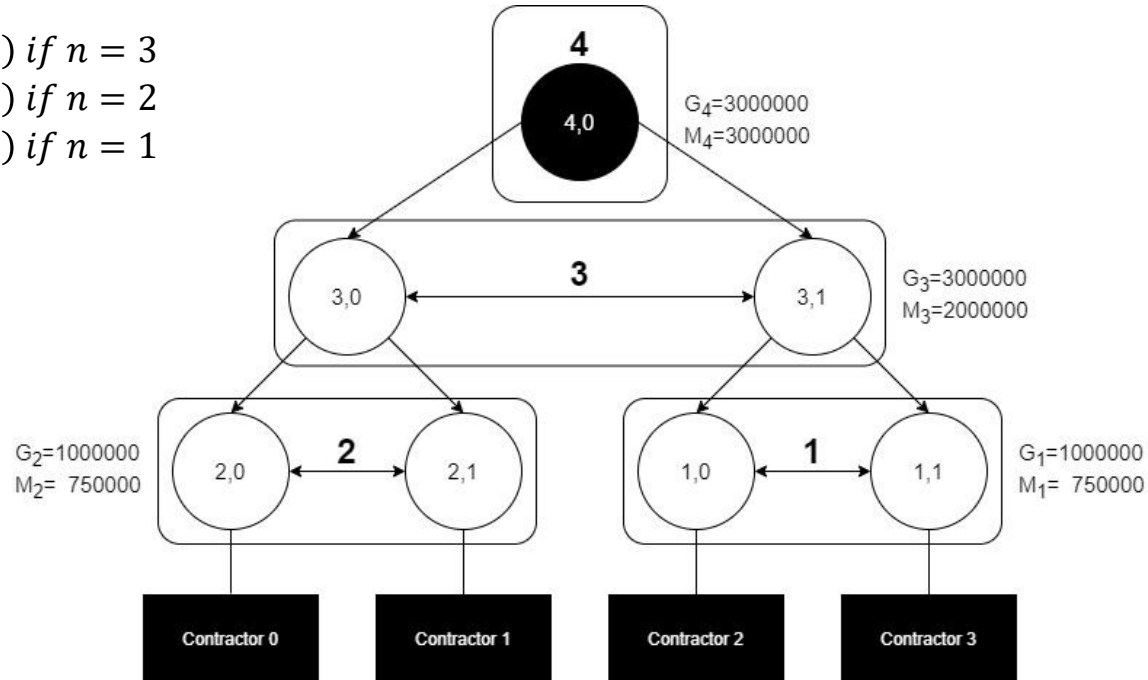 ) if n = 3
) if n = 2
) if n = 1
4
4,0
G4=3000000
M4=3000000
3
3,0
3,1
G3=3000000
M3=2000000
G2=1000000
M2= 750000
2
2,0
2,1
1
1,0
1,1
G1=1000000
M1= 750000
Contractor 0
Contractor 1
Contractor 2
Contractor 3